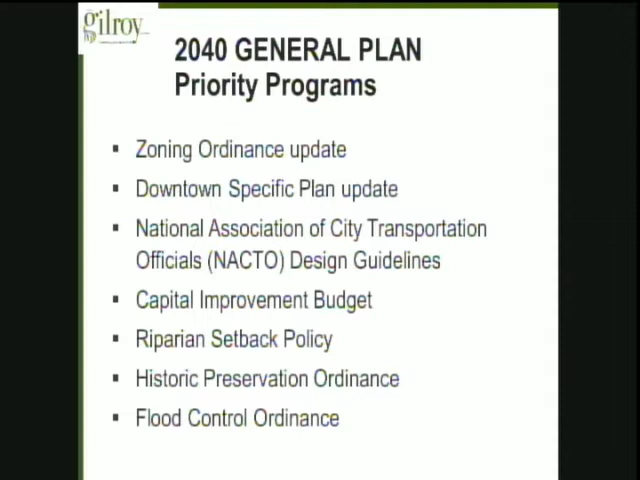 gilroy
2040 GENERAL PLAN
Priority Programs
Zoning Ordinance update
Downtown Specific Plan update
National Association of City Transportation
Officials (NACTO) Design Guidelines
Capital Improvement Budget
Riparian Setback Policy
Historic Preservation Ordinance
Flood Control Ordinance